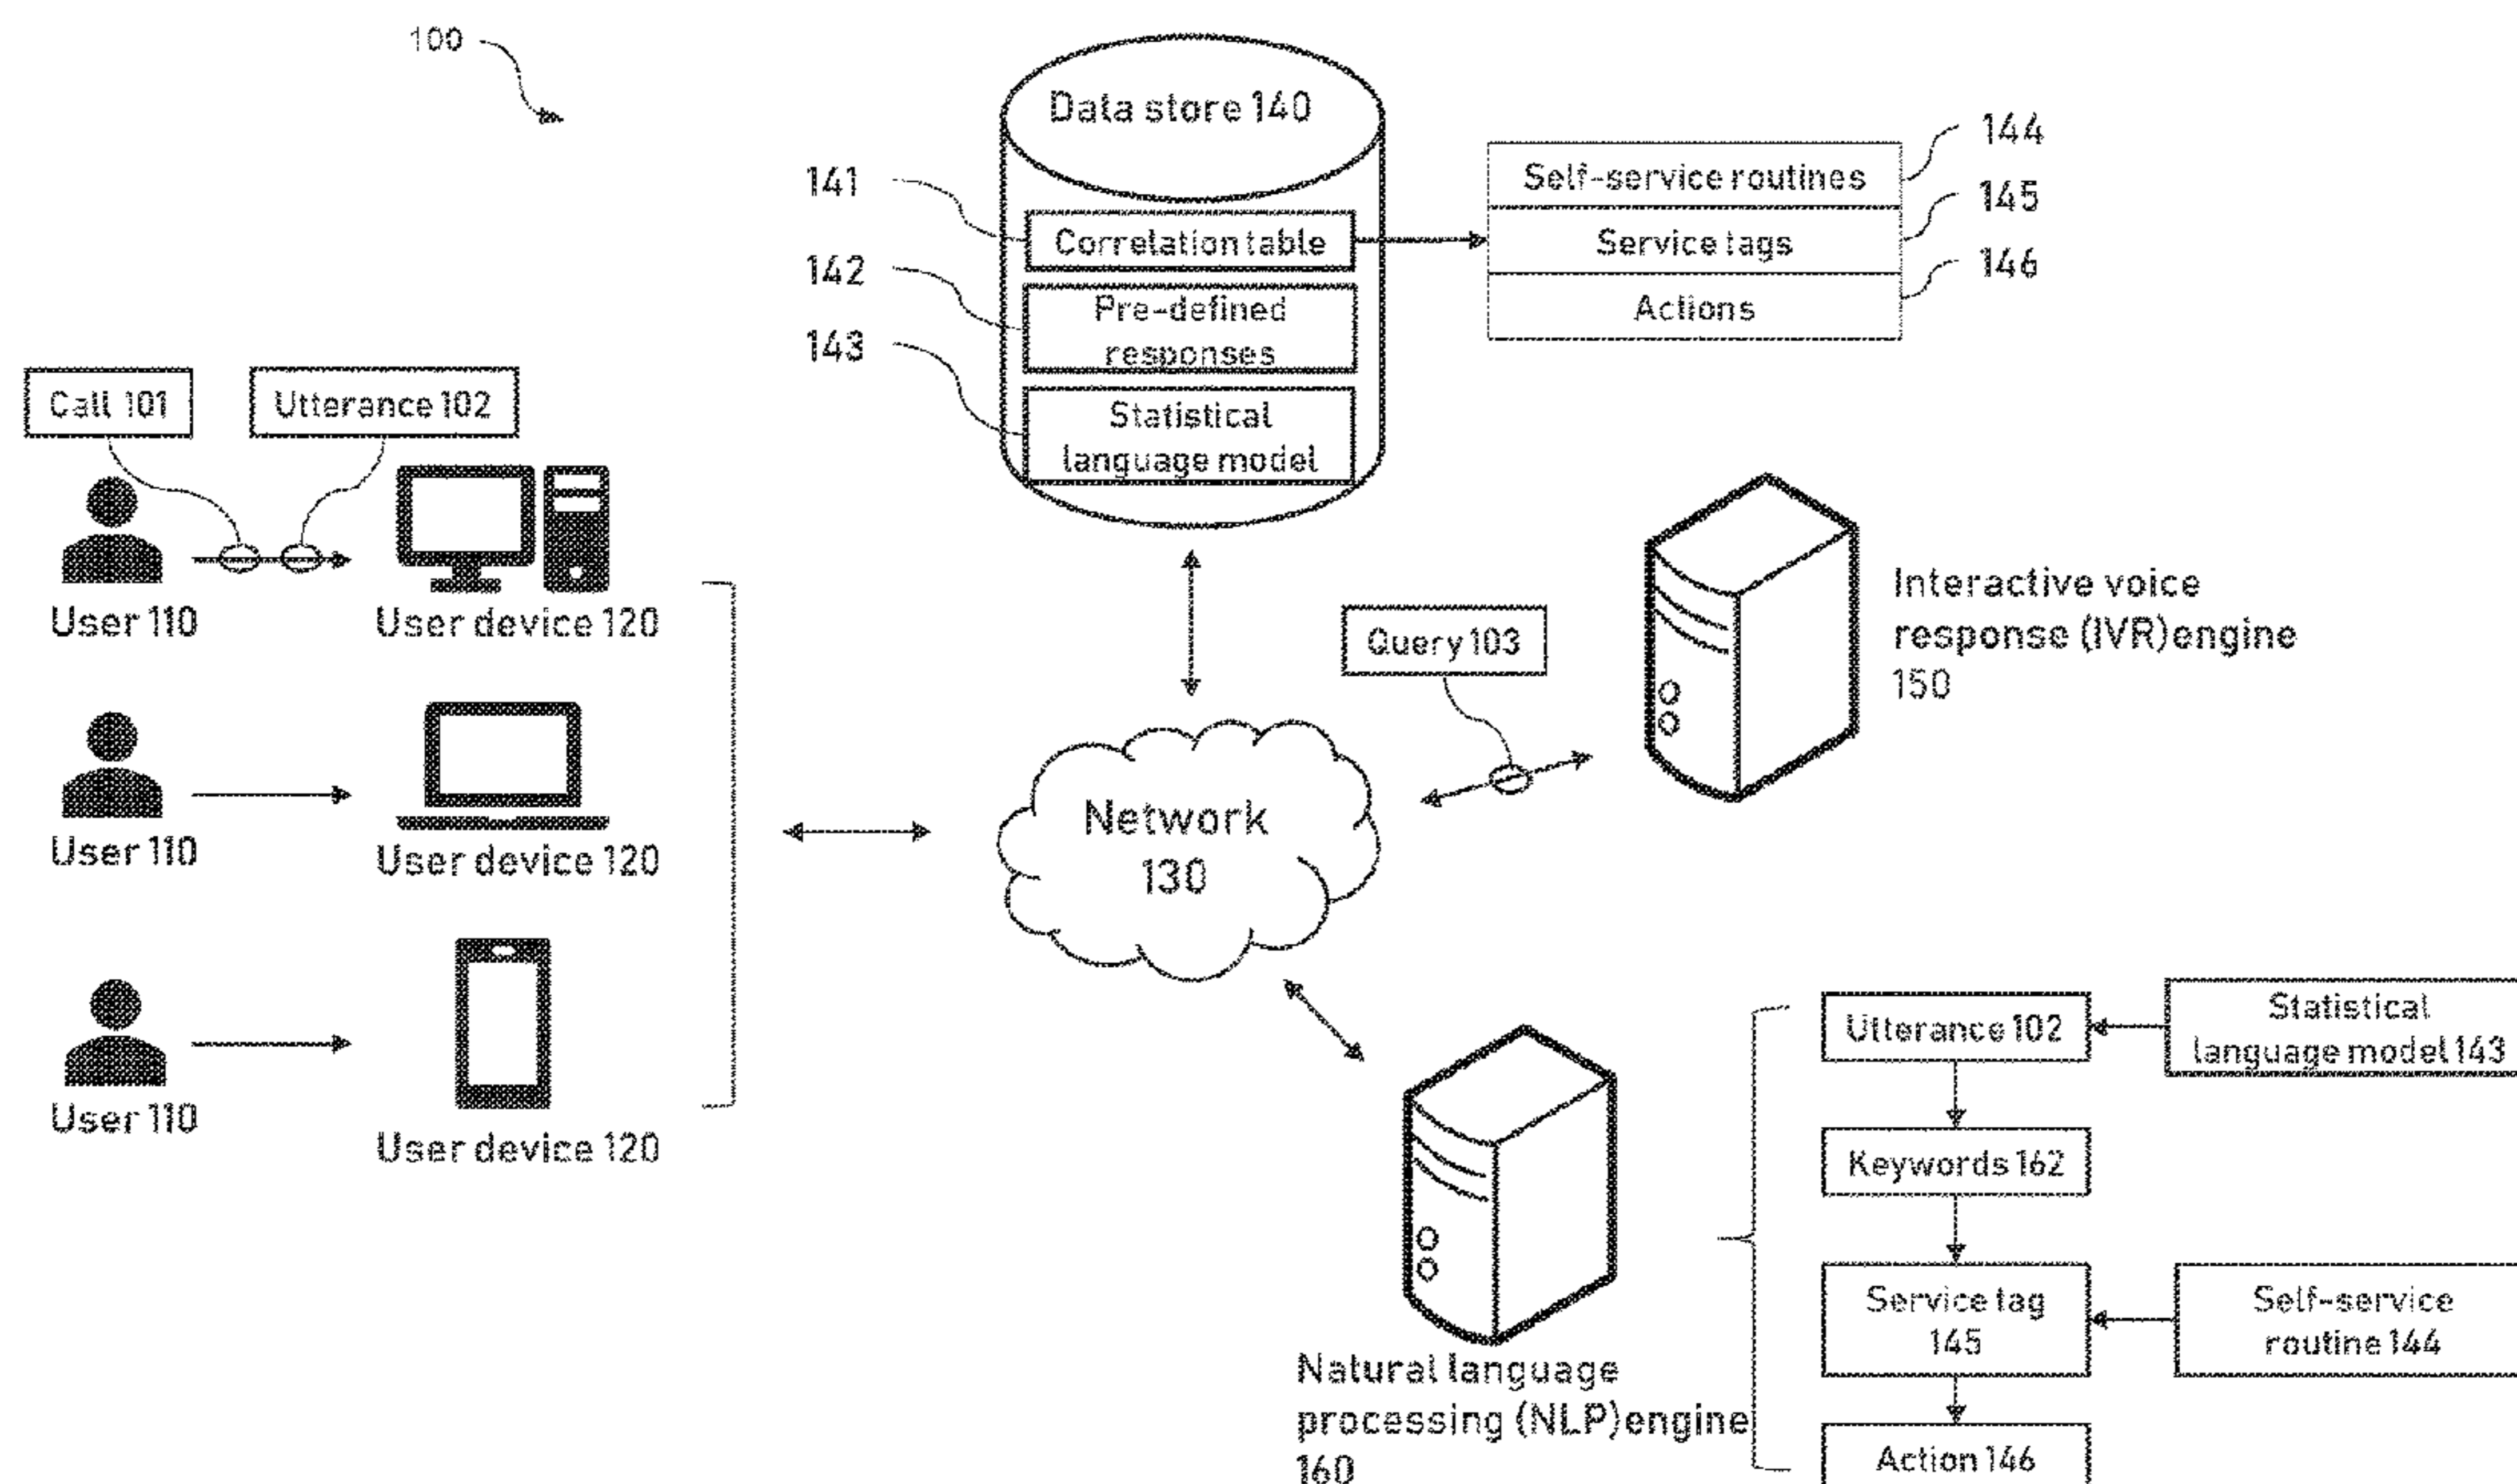 100
Data store 140
141
Correlation table
142
Pre-defined
responses
143
Statistical
language model
Self-service routines
144
Service tags
145
Actions
146
Call 101
Utterance 102
User 110
User device 120
User 110
User device 120
User 110
User device 120
Network
130
Query 103
Interactive voice
response (IVR)engine
150
Natural language
processing (NLP)engine
160
Utterance 102
Statistical
language model 143
Keywords 162
Service tag
145
Self-service
routine 144
Action 146